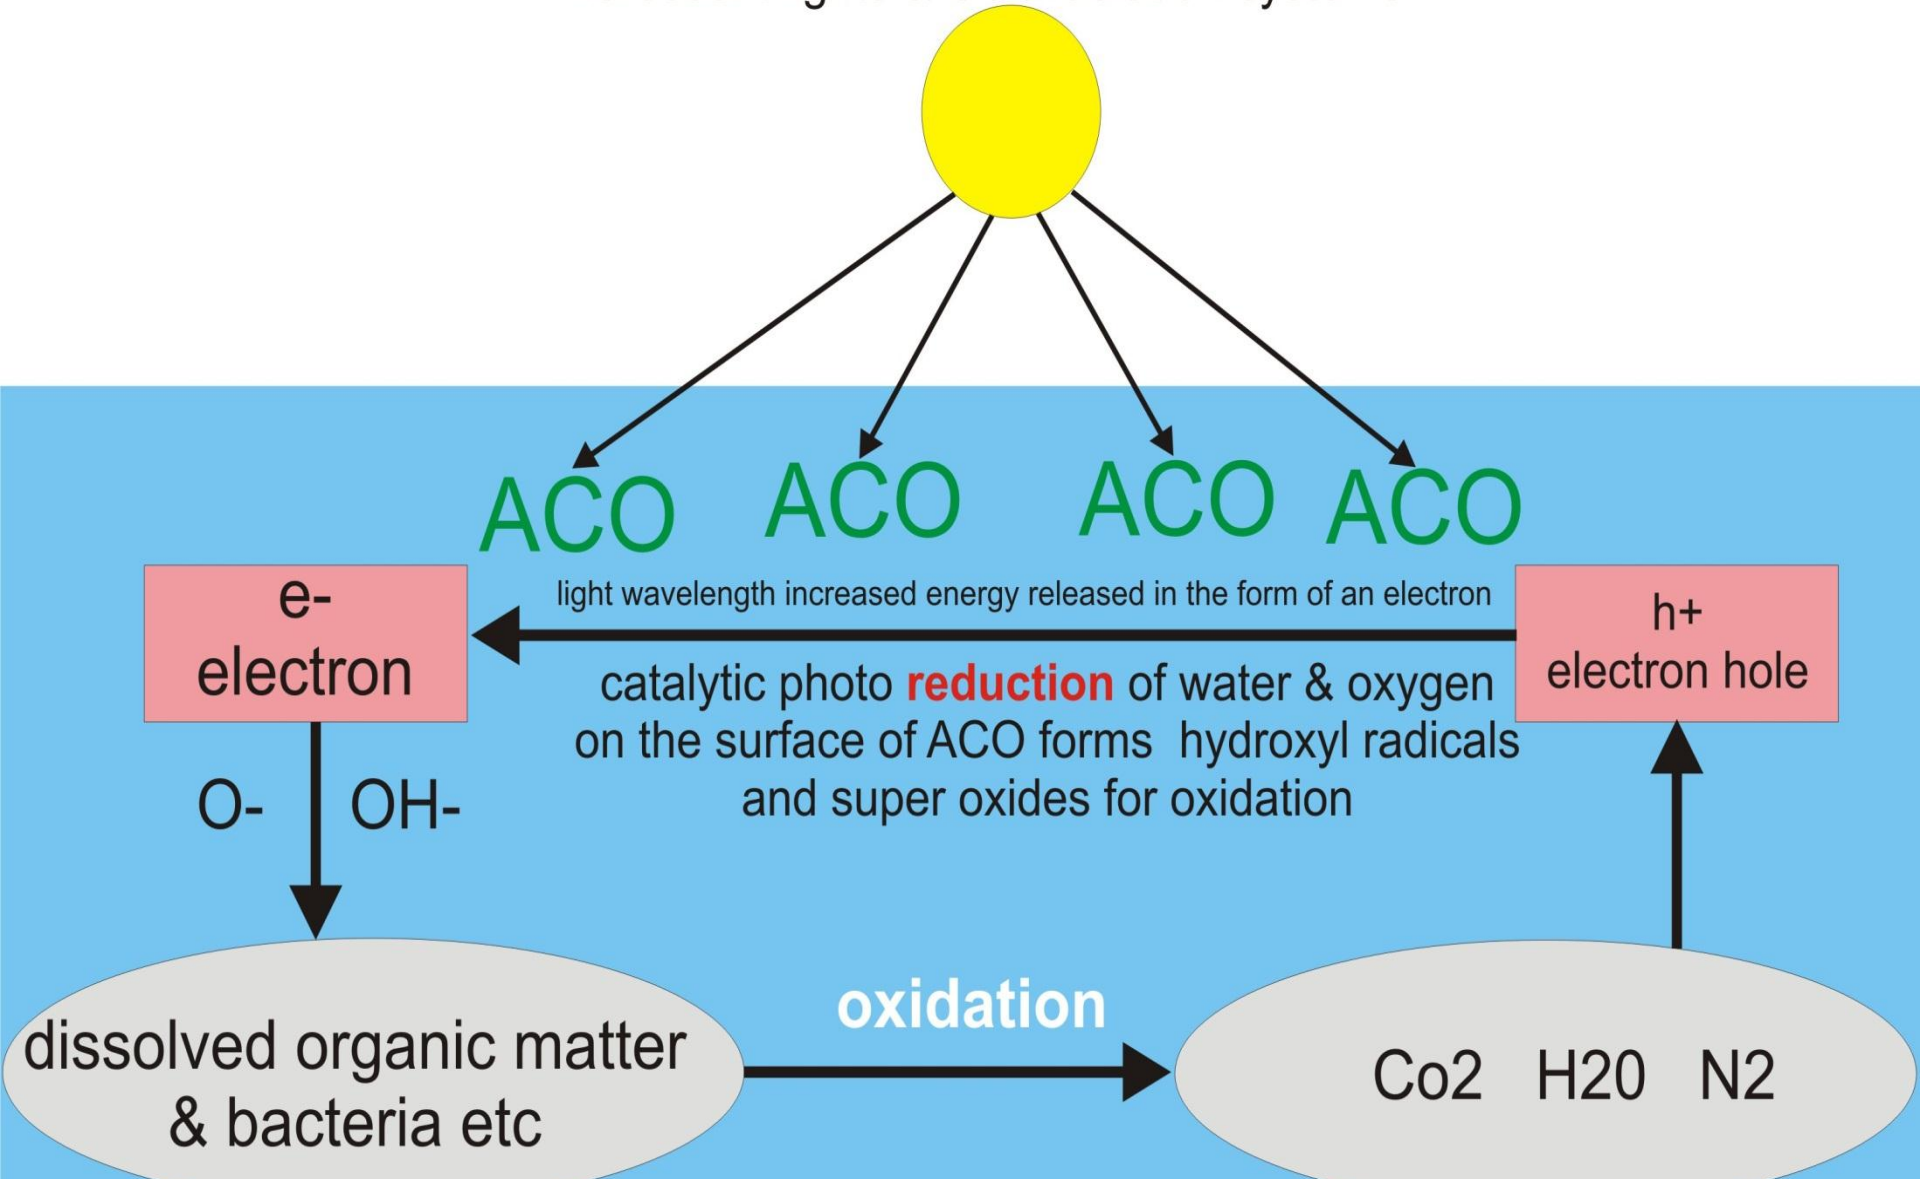 ACO ACO ACO ACO
light wavelength increased energy released in the form of an electron
e-
electron
h+
electron hole
catalytic photo reduction of water & oxygen
on the surface of ACO forms hydroxyl radicals
and super oxides for oxidation
O- OH-
oxidation
dissolved organic matter
& bacteria etc
Co2 H20 N2